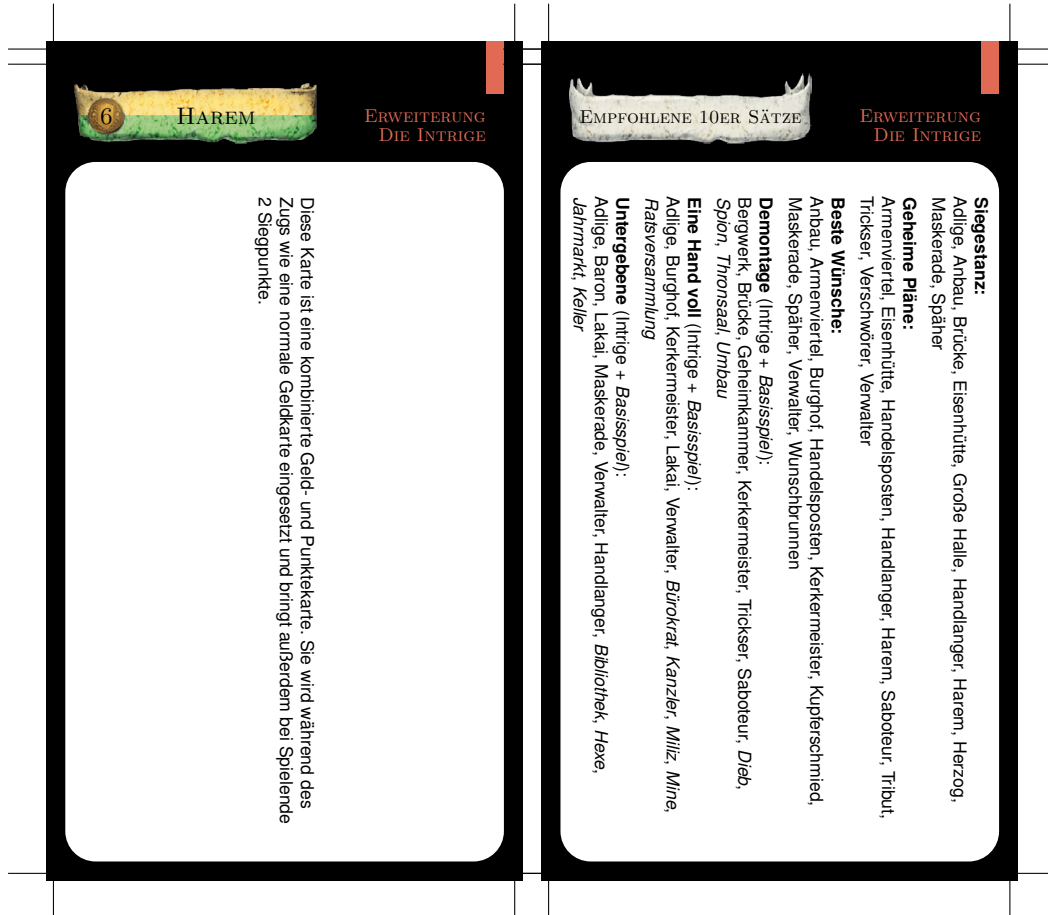 6
HAREM
ERWEITERUNG
DIE INTRIGE
Diese Karte ist eine kombinierte Geld- und Punktekarte. Sie wird während des
Zugs wie eine normale Geldkarte eingesetzt und bringt außerdem bei Spielende
2 Siegpunkte.
EMPFOHLENE 10ER SÄTZE
ERWEITERUNG
DIE INTRIGE
Siegestanz:
Adlige, Anbau, Brücke, Eisenhütte, Große Halle, Handlanger, Harem, Herzog,
Maskerade, Späher
Geheime Pläne:
Armenviertel, Eisenhütte, Handelsposten, Handlanger, Harem, Saboteur, Tribut,
Trickser, Verschwörer, Verwalter
Beste Wünsche:
Anbau, Armenviertel, Burghof, Handelsposten, Kerkermeister, Kupferschmied,
Maskerade, Späher, Verwalter, Wunschbrunnen
Demontage (Intrige + Basisspiel):
Bergwerk, Brücke, Geheimkammer, Kerkermeister, Trickser, Saboteur, Dieb,
Spion, Thronsaal, Umbau
Eine Hand voll (Intrige + Basisspiel):
Adlige, Burghof, Kerkermeister, Lakai, Verwalter, Bürokrat, Kanzler, Miliz, Mine,
Ratsversammlung
Untergebene (Intrige + Basisspiel):
Adlige, Baron, Lakai, Maskerade, Verwalter, Handlanger, Bibliothek, Hexe,
Jahrmarkt, Keller